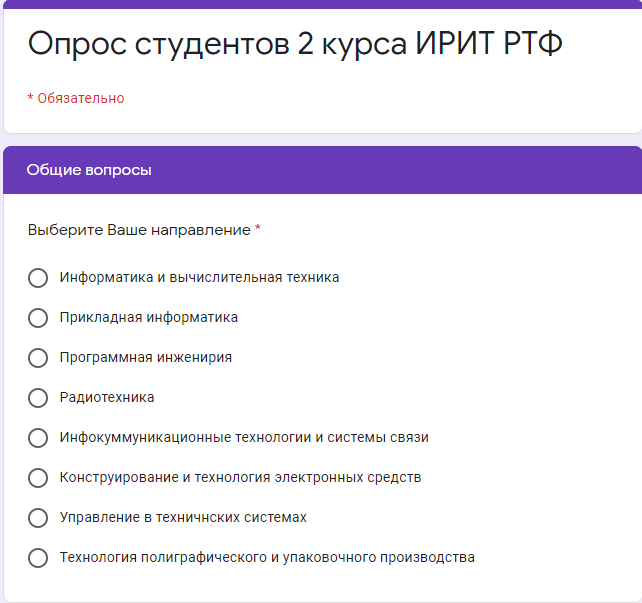 Опрос студентов 2 курса ИРИТ РТФ
* Обязательно
Общие вопросы
Выберите Ваше направление *
Информатика и вычислительная техника
Прикладная информатика
Программная инженирия
Радиотехника
Инфокуммуникационные технологии и системы связи
Конструирование и технология электронных средств
Управление в техничнских системах
Технология полиграфического и упаковочного производства